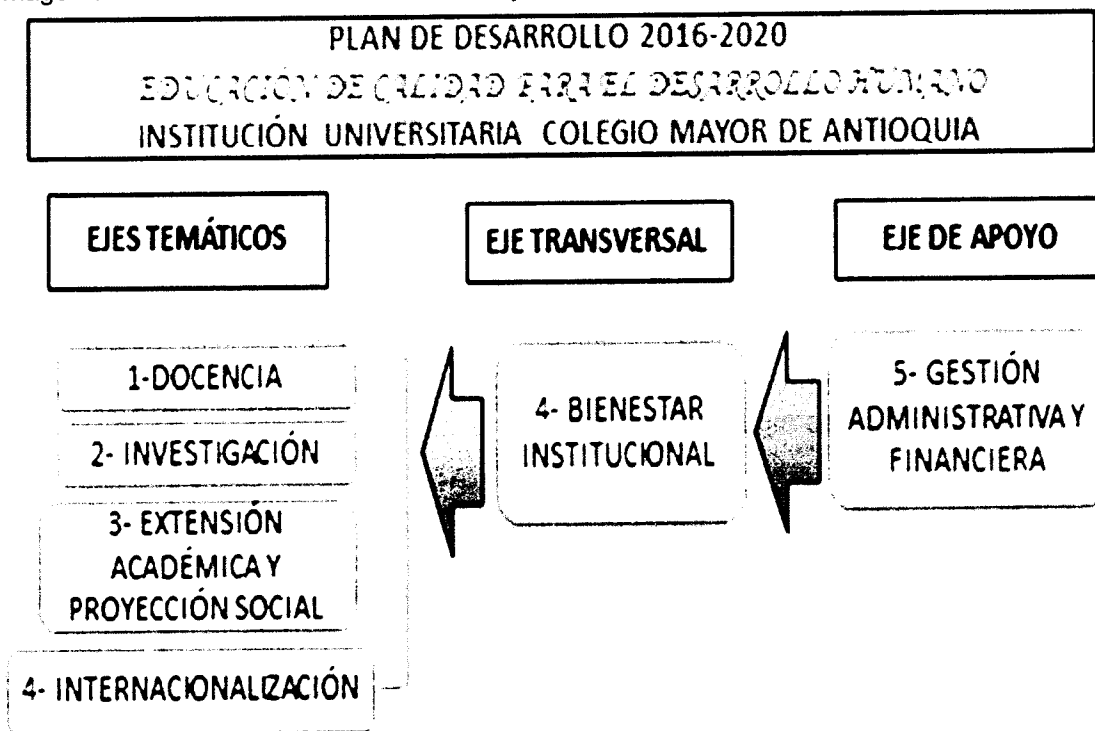 PLAN DE DESARROLLO 2016-2020
EDUCACIÓN DE CALIDAD PARA EL DESARROLLO HUMANO
INSTITUCIÓN UNIVERSITARIA COLEGIO MAYOR DE ANTIOQUIA
EJES TEMÁTICOS
1-DOCENCIA
2- INVESTIGACIÓN
3- EXTENSIÓN
ACADÉMICA Y
PROYECCIÓN SOCIAL
4- INTERNACIONALIZACIÓN
EJE TRANSVERSAL
4- BIENESTAR
INSTITUCIONAL
EJE DE APOYO
5- GESTIÓN
ADMINISTRATIVA Y
FINANCIERA